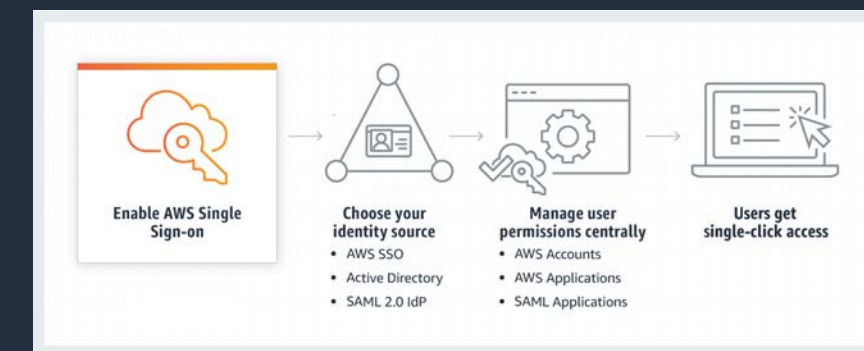 Enable AWS Single
Sign-on
Choose your
identity source
• AWS SSO
• Active Directory
• SAML 2.0 IdP
Manage user
permissions centrally
• AWS Accounts
• AWS Applications
• SAML Applications
Users get
single-click access